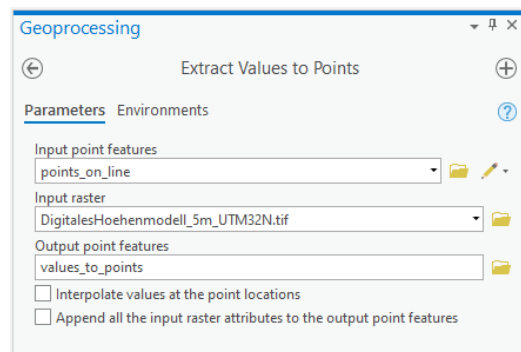 Geoprocessing
Extract Values to Points
Parameters Environments
Input point features
points_on_line
Input raster
DigitalesHoehenmodell_5m_UTM32N.tif
Output point features
values_to_points
Interpolate values at the point locations
Append all the input raster attributes to the output point features